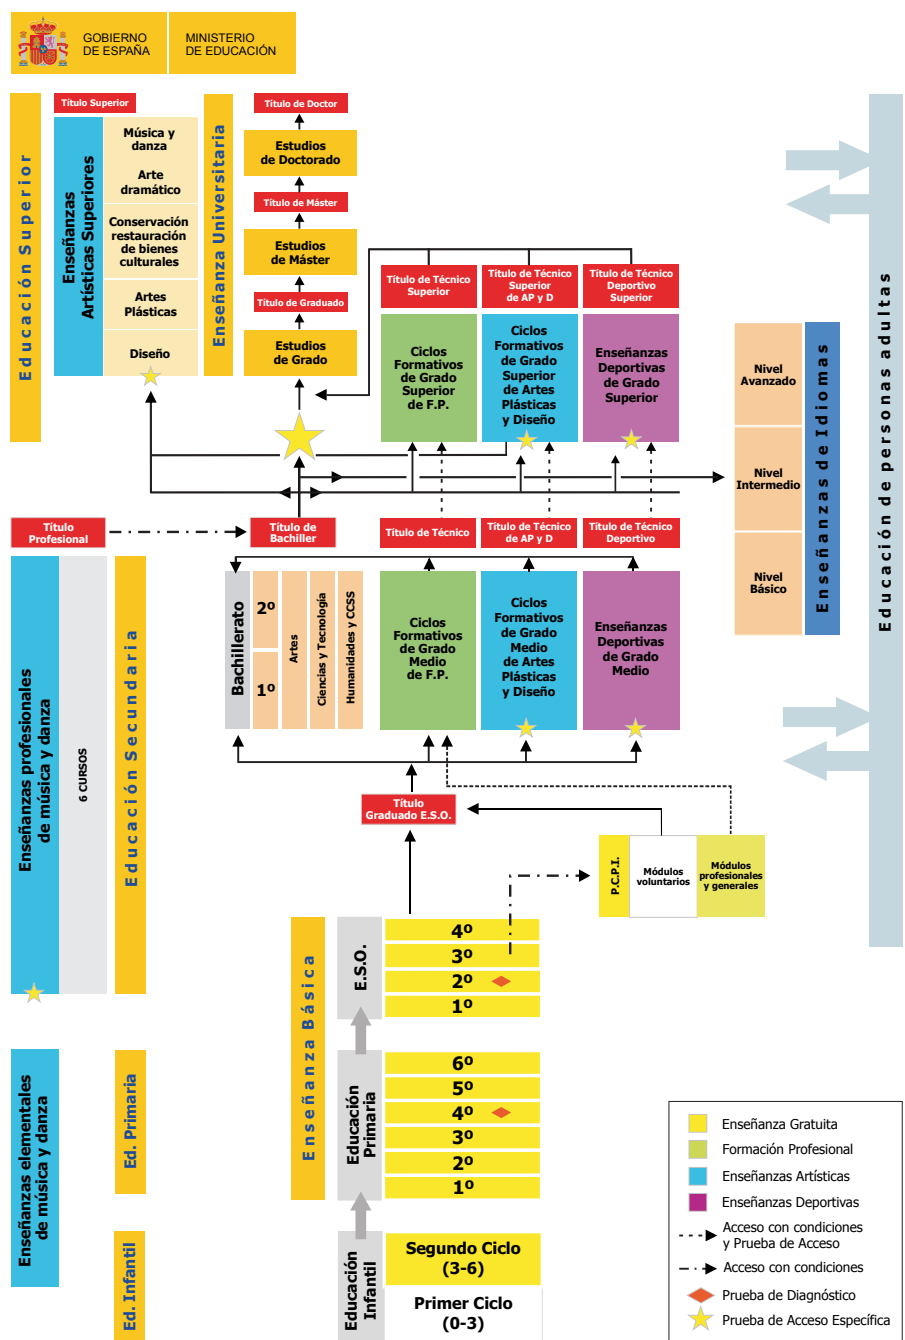 GOBIERNO
DE ESPAÑA
MINISTERIO
DE EDUCACIÓN
Educación Superior
Título Superior
Enseñanzas
Artísticas Superiores
Música y
danza
Arte
dramático
Conservación
restauración
de bienes
culturales
Artes
Plásticas
Diseño
Enseñanza Universitaria
Título de Doctor
Estudios
de Doctorado
Título de Máster
Estudios
de Máster
Título de Graduado
Estudios
de Grado
Título de Técnico
Superior
Ciclos
Formativos
de Grado
Superior
de F.P.
Título de Técnico
Superior
de AP y D
Ciclos
Formativos
de Grado
Superior
de Artes
Plásticas
y Diseño
Título de Técnico
Deportivo
Superior
Enseñanzas
Deportivas
de Grado
Superior
Nivel
Avanzado
Nivel
Intermedio
Nivel
Básico
Enseñanzas de Idiomas
Educación de personas adultas
Título
Profesional
Título de
Bachiller
Título de Técnico
Título de Técnico
de AP y D
Título de Técnico
Deportivo
Enseñanzas profesionales
de música y danza
6 CURSOS
Educación Secundaria
Bachillerato
2º
1º
Artes
Ciencias y Tecnología
Humanidades y CCSS
Ciclos
Formativos
de Grado
Medio
de F.P.
Ciclos
Formativos
de Grado
Medio
de Artes
Plásticas
y Diseño
Enseñanzas
Deportivas
de Grado
Medio
Título
Graduado E.S.O.
P.C.P.I.
Módulos
voluntarios
Módulos
profesionales
y generales
Enseñanza Básica
E.S.O.
4º
3º
2º
1º
Educación
Primaria
6º
5º
4º
3º
2º
1º
Enseñanzas elementales
de música y danza
Ed. Primaria
Ed. Infantil
Educación
Infantil
Segundo Ciclo
(3-6)
Primer Ciclo
(0-3)
Enseñanza Gratuita
Formación Profesional
Enseñanzas Artísticas
Enseñanzas Deportivas
Acceso con condiciones
y Prueba de Acceso
Acceso con condiciones
Prueba de Diagnóstico
Prueba de Acceso Específica